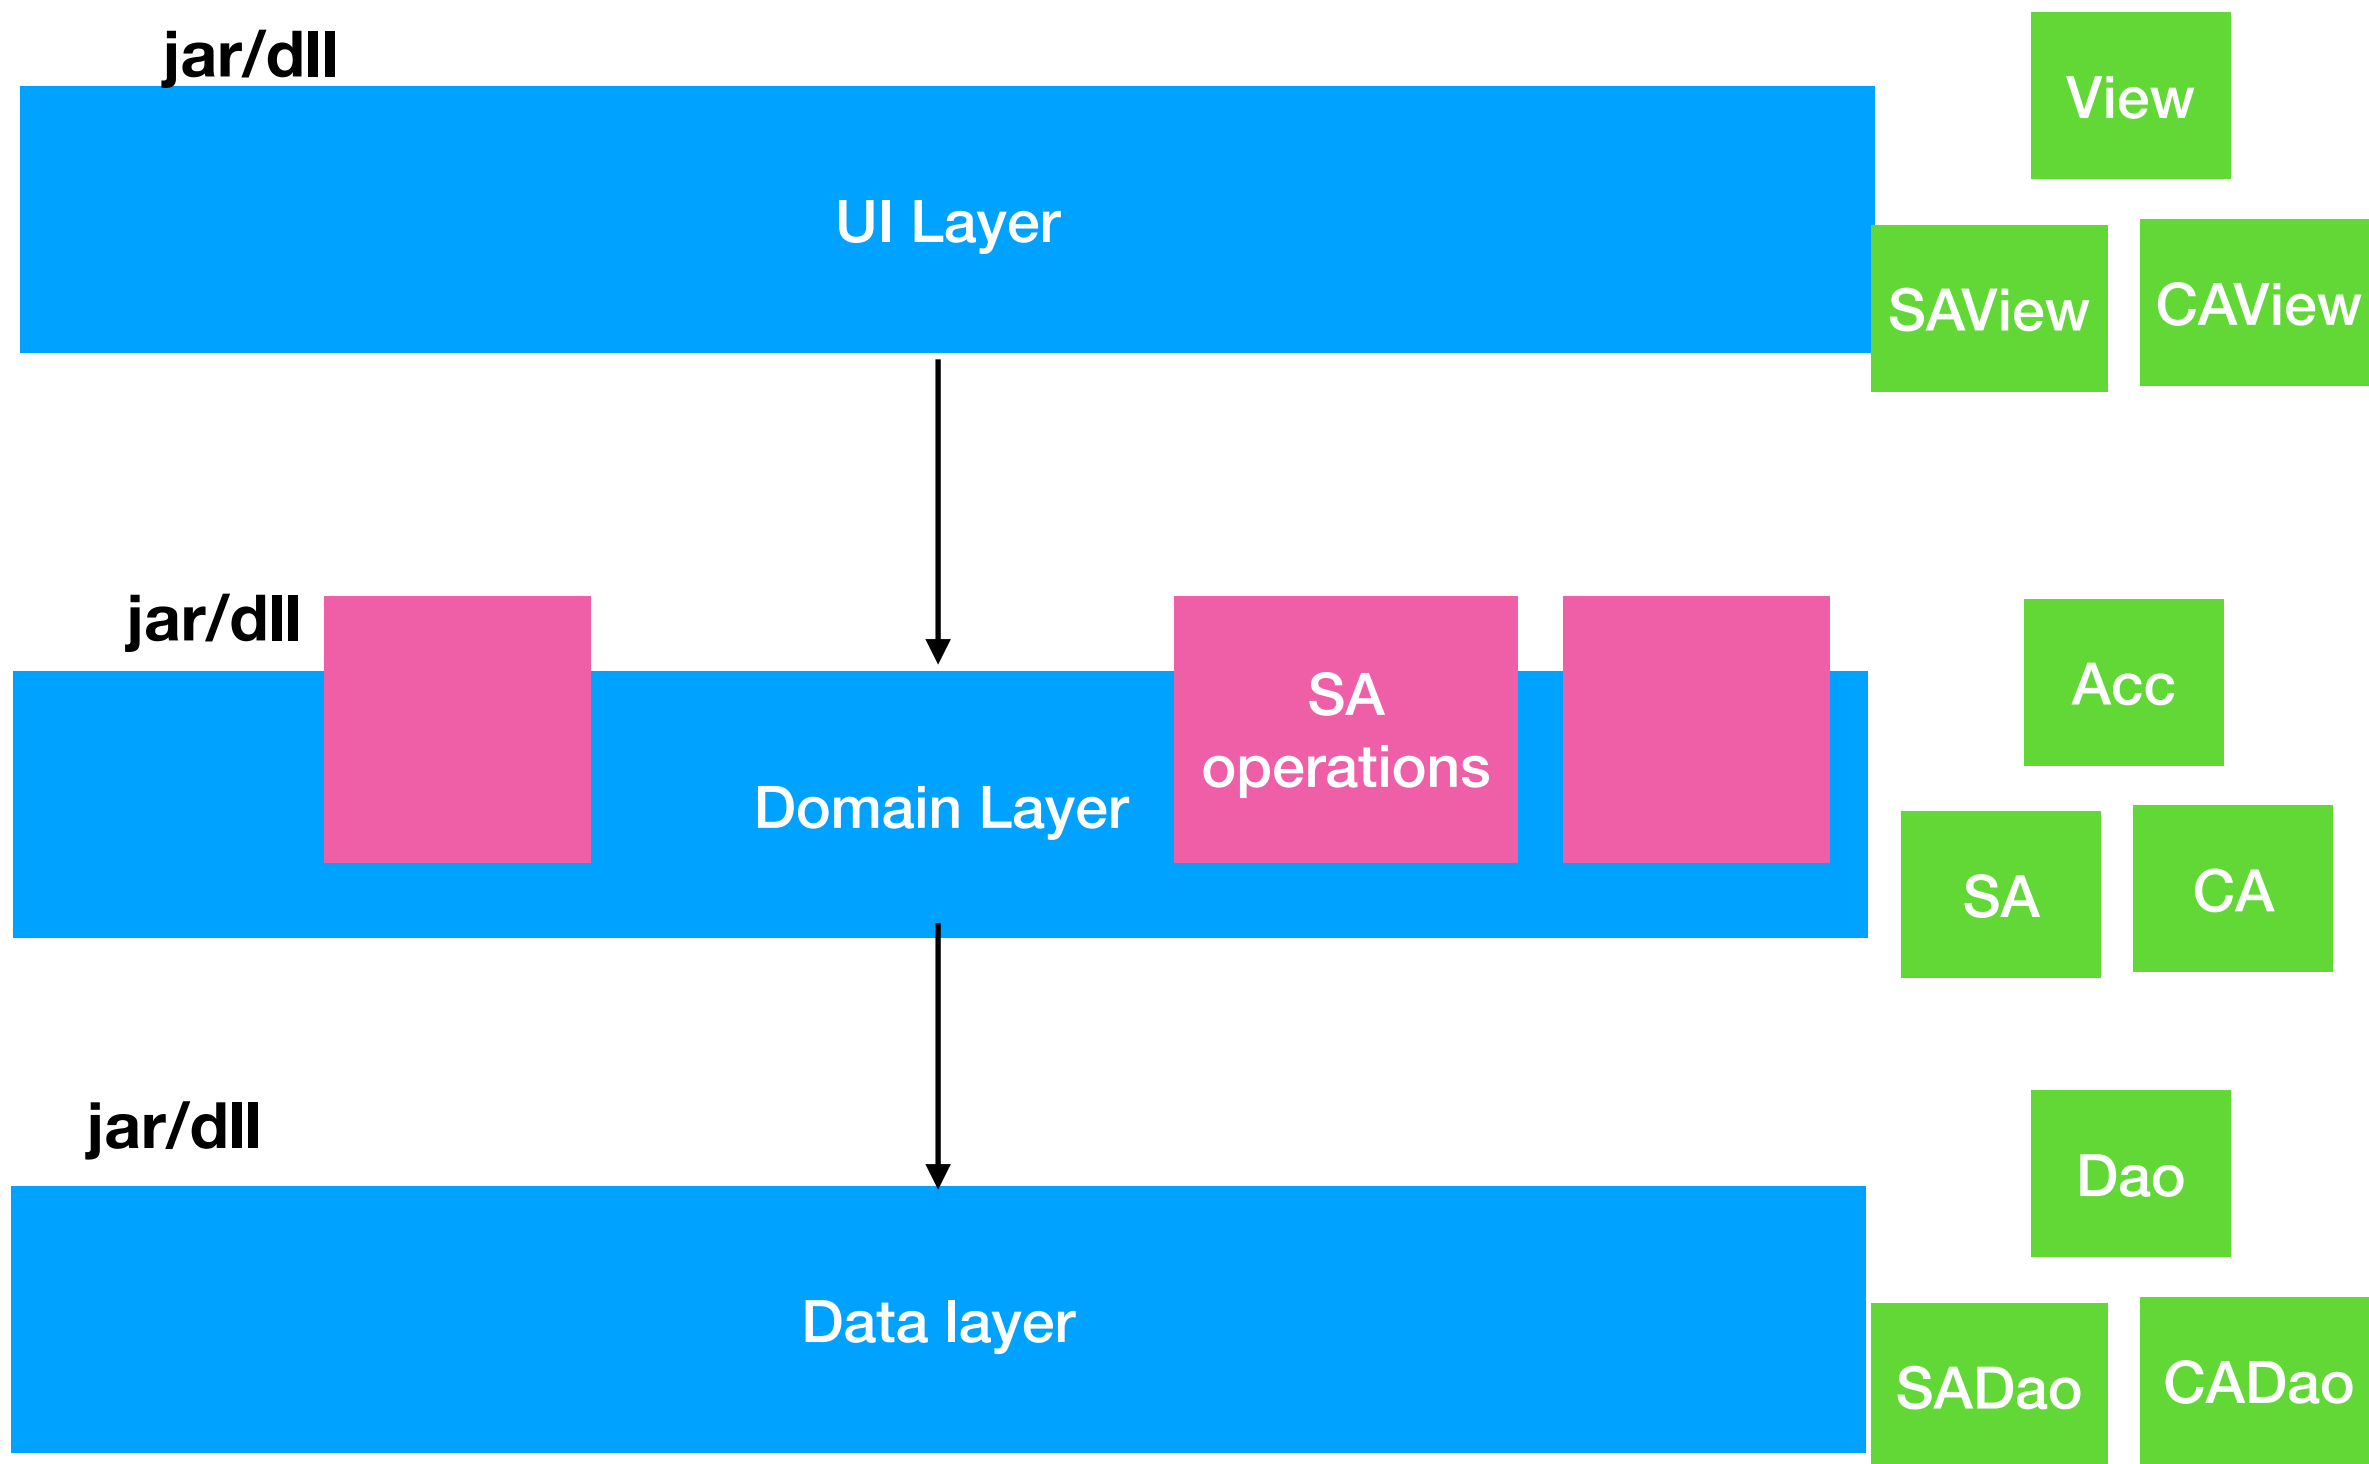 jar/dll
View
UI Layer
SAView
CAView
jar/dll
SA
operations
Acc
Domain Layer
SA
CA
jar/dll
Dao
Data layer
SADao
CADao